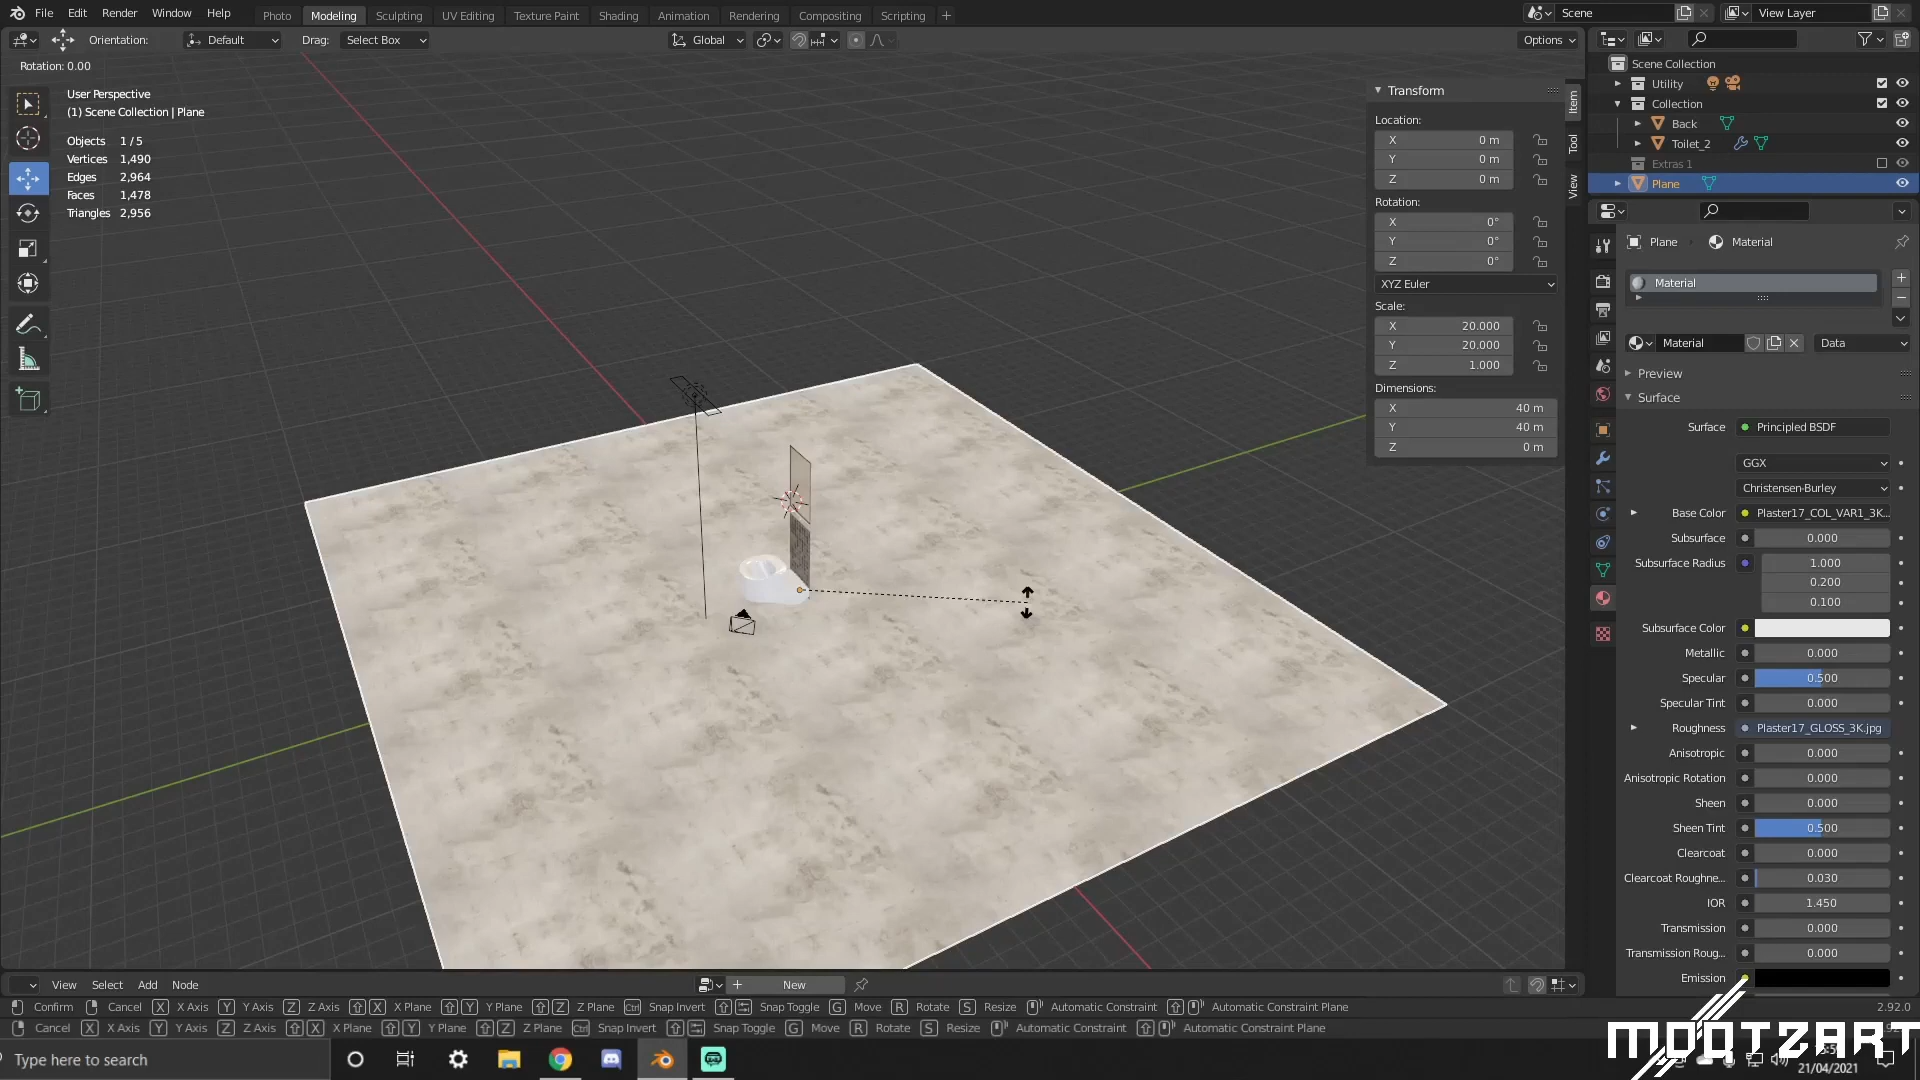 File Edit Render Window Help Photo Modeling Sculpting UV Editing Texture Paint Shading Animation Rendering Compositing Scripting + Scene View Layer
Orientation: Default Drag: Select Box Global Options
Rotation: 0.00
User Perspective
(1) Scene Collection | Plane
Objects 1 / 5
Vertices 1,490
Edges 2,964
Faces 1,478
Triangles 2,956
Transform
Location:
X 0 m
Y 0 m
Z 0 m
Rotation:
X 0°
Y 0°
Z 0°
XYZ Euler
Scale:
X 20.000
Y 20.000
Z 1.000
Dimensions:
X 40 m
Y 40 m
Z 0 m
Item
Tool
View
Scene Collection
Utility
Collection
Back
Toilet_2
Extras 1
Plane
Plane Material
Material
Material Data
Preview
Surface
Surface Principled BSDF
GGX
Christensen-Burley
Base Color Plaster17_COL_VAR1_3K...
Subsurface 0.000
Subsurface Radius 1.000
0.200
0.100
Subsurface Color
Metallic 0.000
Specular 0.500
Specular Tint 0.000
Roughness Plaster17_GLOSS_3K.jpg
Anisotropic 0.000
Anisotropic Rotation 0.000
Sheen 0.000
Sheen Tint 0.500
Clearcoat 0.000
Clearcoat Roughne... 0.030
IOR 1.450
Transmission 0.000
Transmission Roug... 0.000
Emission
View Select Add Node + New
Confirm Cancel X X Axis Y Y Axis Z Z Axis X X Plane Y Y Plane Z Z Plane Ctrl Snap Invert Snap Toggle G Move R Rotate S Resize Automatic Constraint Automatic Constraint Plane 2.92.0
Cancel X X Axis Y Y Axis Z Z Axis X X Plane Y Y Plane Z Z Plane Ctrl Snap Invert Snap Toggle G Move R Rotate S Resize Automatic Constraint Automatic Constraint Plane
MOOTZART
Type here to search
21/04/2021